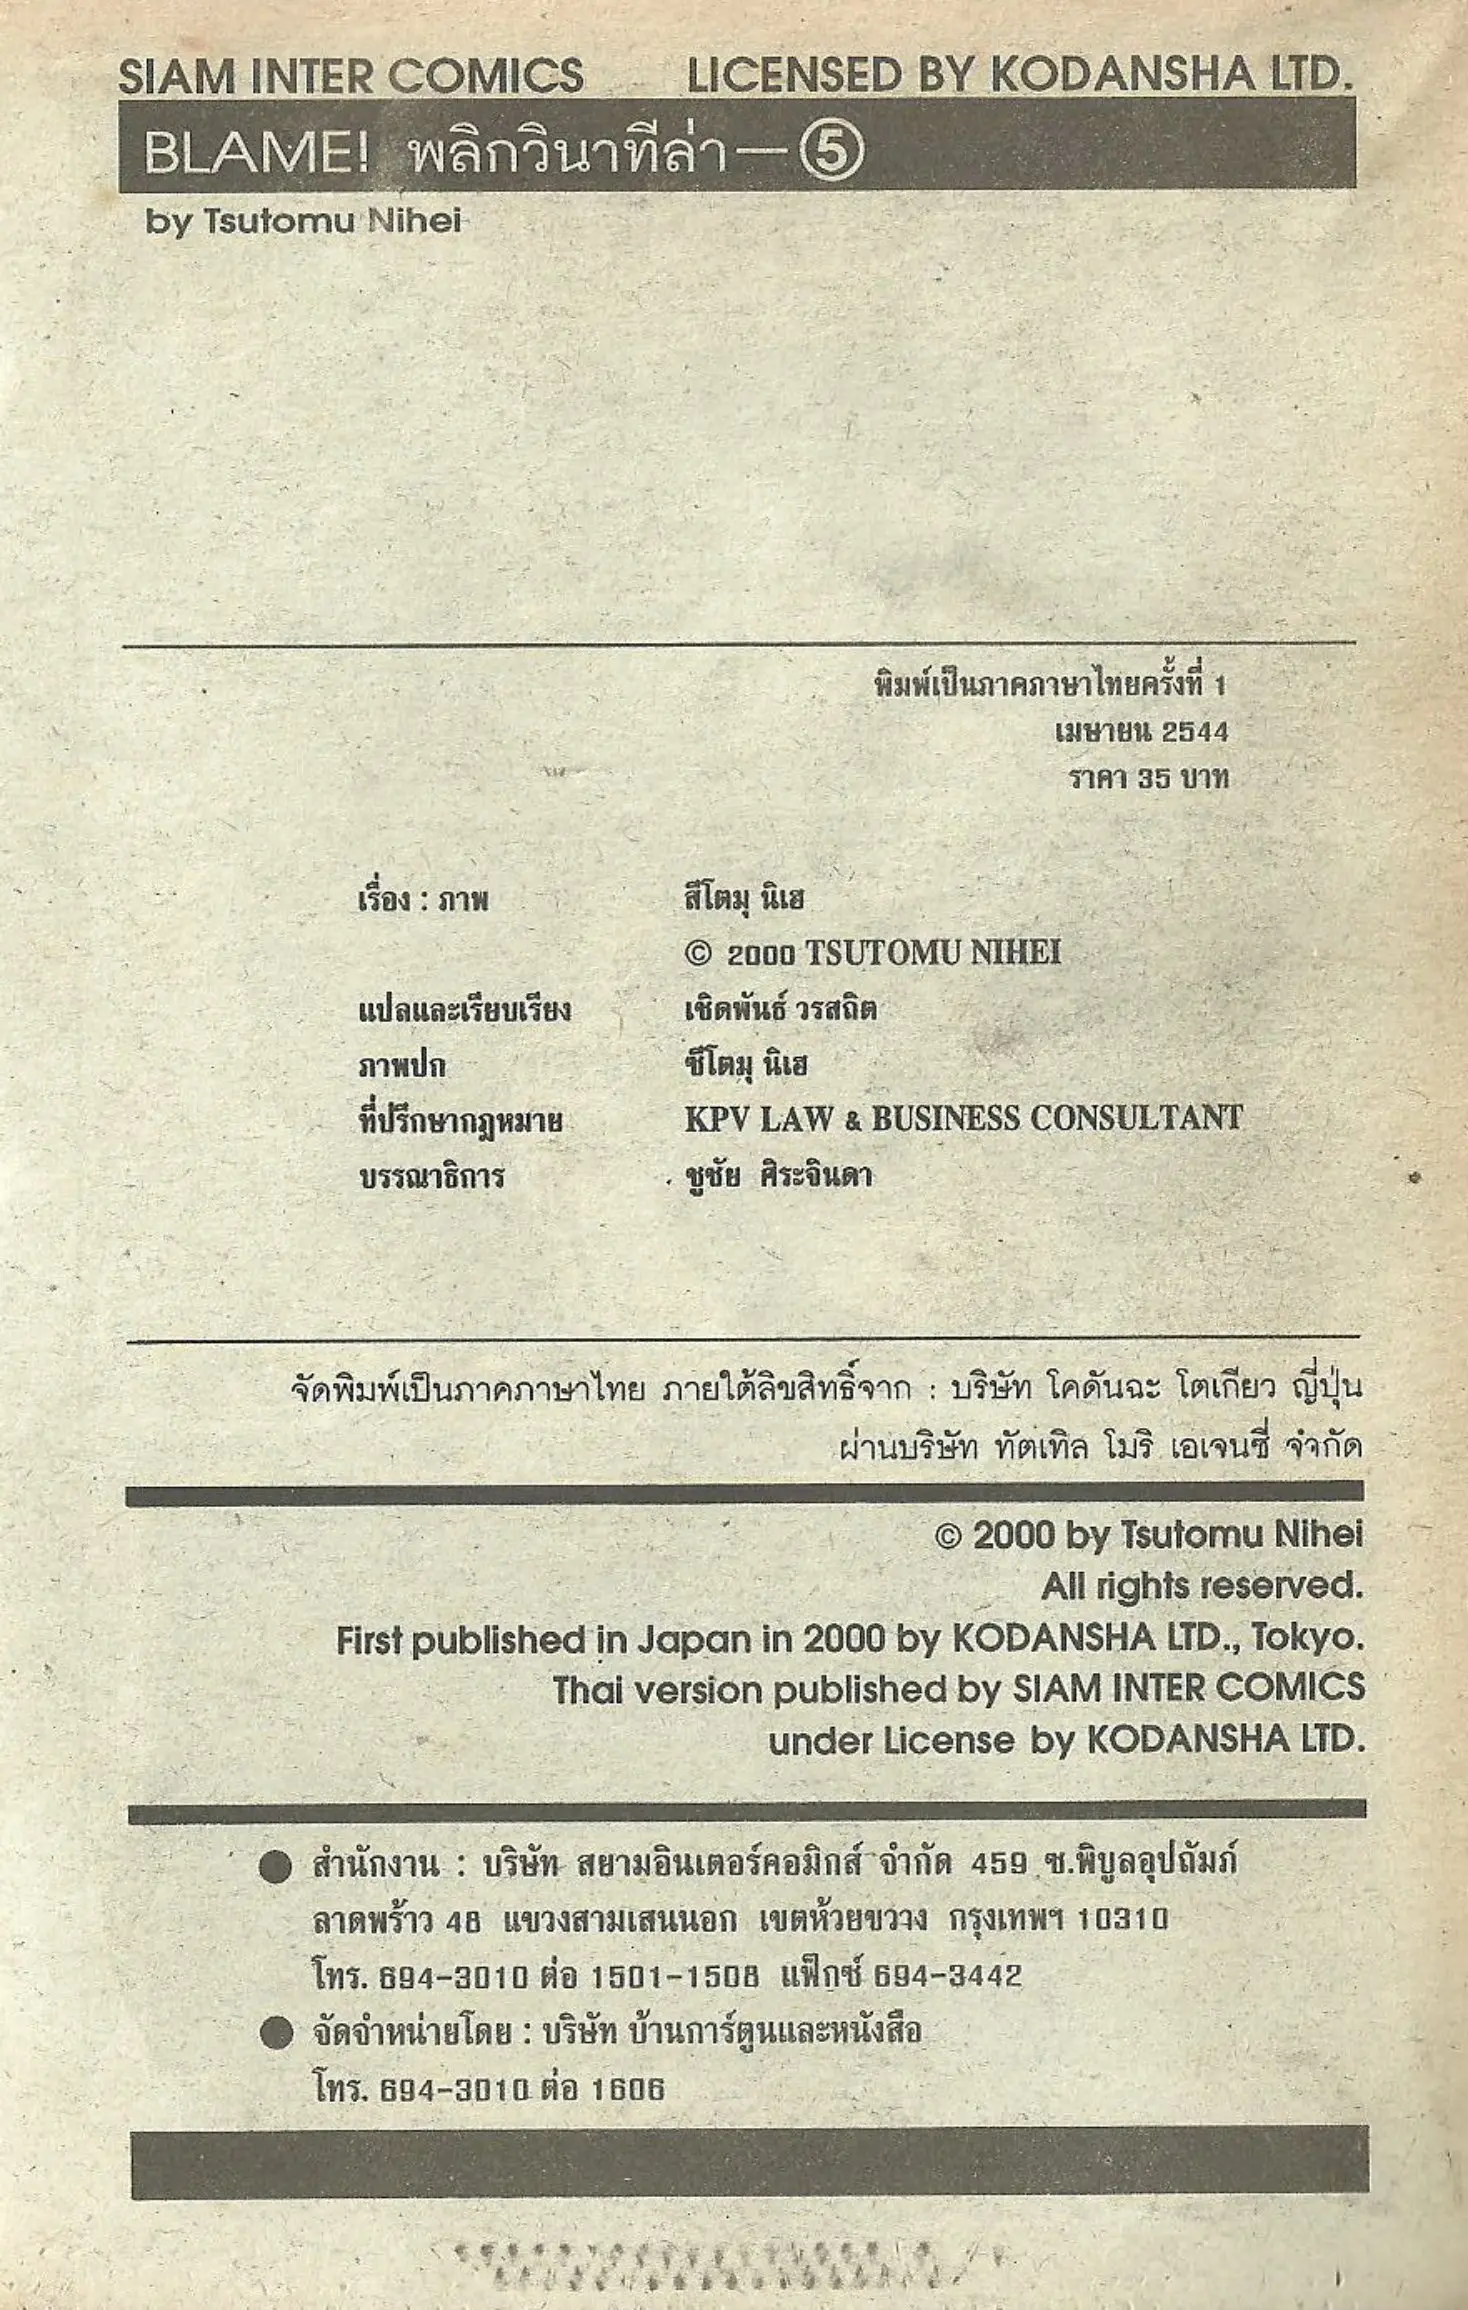 SIAM INTER COMICS LICENSED BY KODANSHA LTD.
BLAME! พลิกวินาทีล่า—⑤
by Tsutomu Nihei
พิมพ์เป็นภาคภาษาไทยครั้งที่ 1
เมษายน 2544
ราคา 35 บาท
เรื่อง : ภาพ สึโตมุ นิเฮ
© 2000 TSUTOMU NIHEI
แปลและเรียบเรียง เชิดพันธ์ วรสถิต
ภาพปก ซึโตมุ นิเฮ
ที่ปรึกษากฎหมาย KPV LAW & BUSINESS CONSULTANT
บรรณาธิการ ชูชัย ศิระจินดา
จัดพิมพ์เป็นภาคภาษาไทย ภายใต้ลิขสิทธิ์จาก : บริษัท โคดันฉะ โตเกียว ญี่ปุ่น
ผ่านบริษัท ทัตเทิล โมริ เอเจนซี่ จำกัด
© 2000 by Tsutomu Nihei
All rights reserved.
First published in Japan in 2000 by KODANSHA LTD., Tokyo.
Thai version published by SIAM INTER COMICS
under License by KODANSHA LTD.
● สำนักงาน : บริษัท สยามอินเตอร์คอมิกส์ จำกัด 459 ซ.พิบูลอุปถัมภ์
ลาดพร้าว 48 แขวงสามเสนนอก เขตห้วยขวาง กรุงเทพฯ 10310
โทร. 694-3010 ต่อ 1501-1508 แฟ็กซ์ 694-3442
● จัดจำหน่ายโดย : บริษัท บ้านการ์ตูนและหนังสือ
โทร. 694-3010 ต่อ 1606